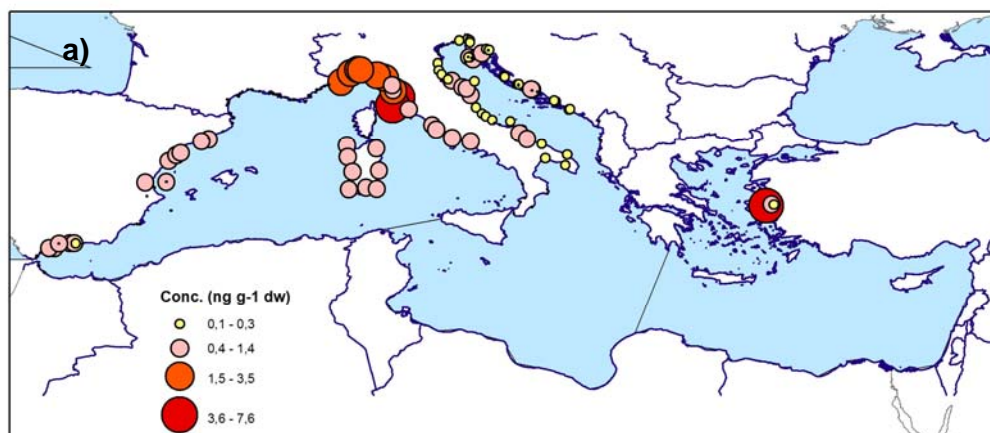 a)
Conc. (ng g-1 dw)
0,1 - 0,3
0,4 - 1,4
1,5 - 3,5
3,6 - 7,6